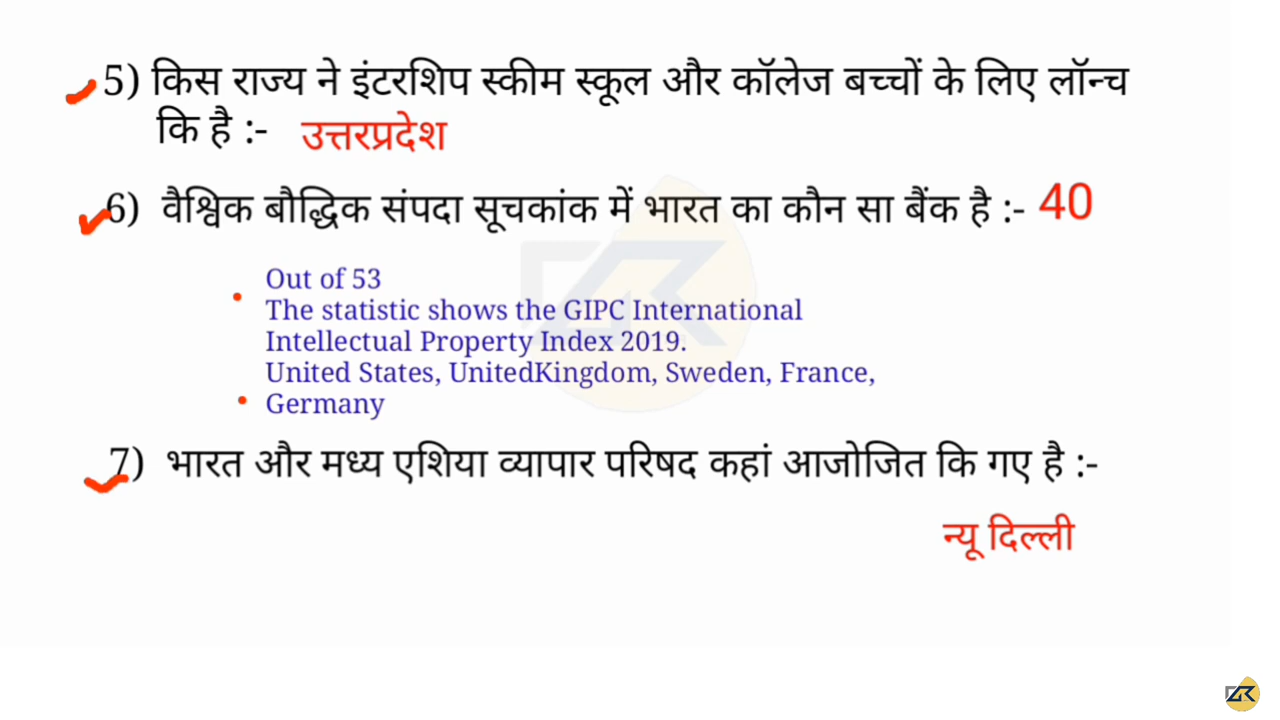 5) किस राज्य ने इंटरशिप स्कीम स्कूल और कॉलेज बच्चों के लिए लॉन्च
कि है :- उत्तरप्रदेश
6) वैश्विक बौद्धिक संपदा सूचकांक में भारत का कौन सा बैंक है :- 40
Out of 53
The statistic shows the GIPC International
Intellectual Property Index 2019.
United States, UnitedKingdom, Sweden, France,
Germany
7) भारत और मध्य एशिया व्यापार परिषद कहां आजोजित कि गए है :-
न्यू दिल्ली